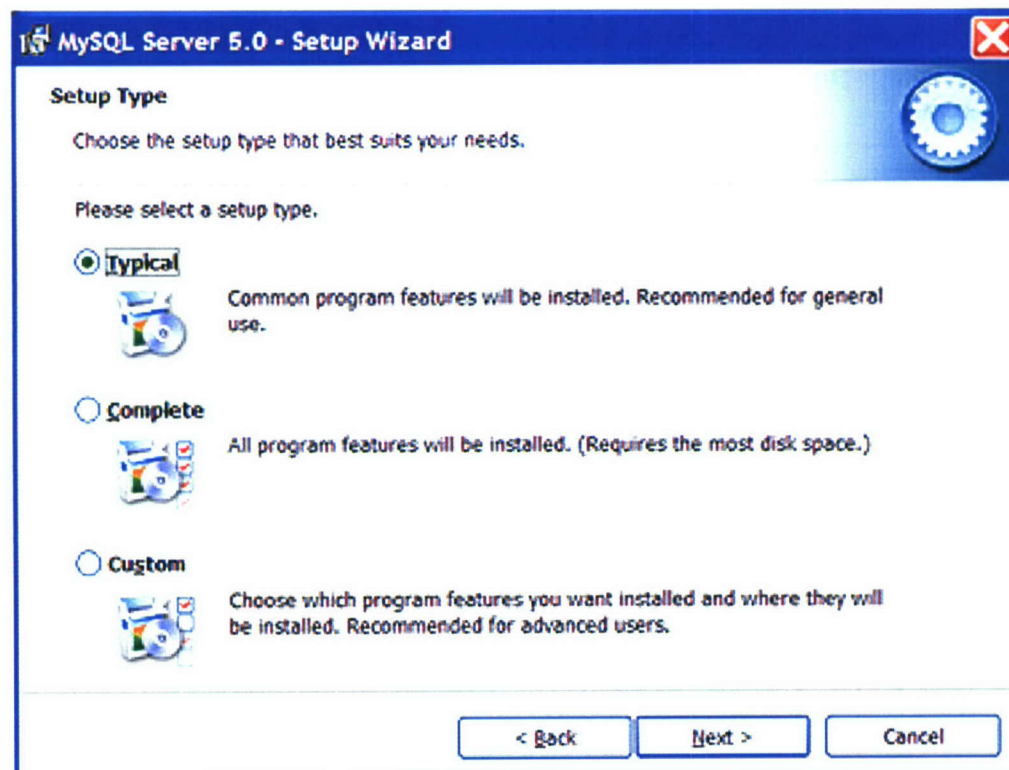 MySQL Server 5.0 - Setup Wizard
Setup Type
Choose the setup type that best suits your needs.
Please select a setup type.
Typical
Common program features will be installed. Recommended for general
use.
Complete
All program features will be installed. (Requires the most disk space.)
Custom
Choose which program features you want installed and where they will
be installed. Recommended for advanced users.
< Back
Next >
Cancel